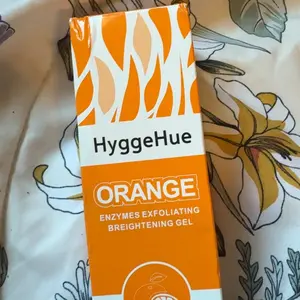 HyggeHue
ORANGE
ENZYMES EXFOLIATING
BREIGHTENING GEL